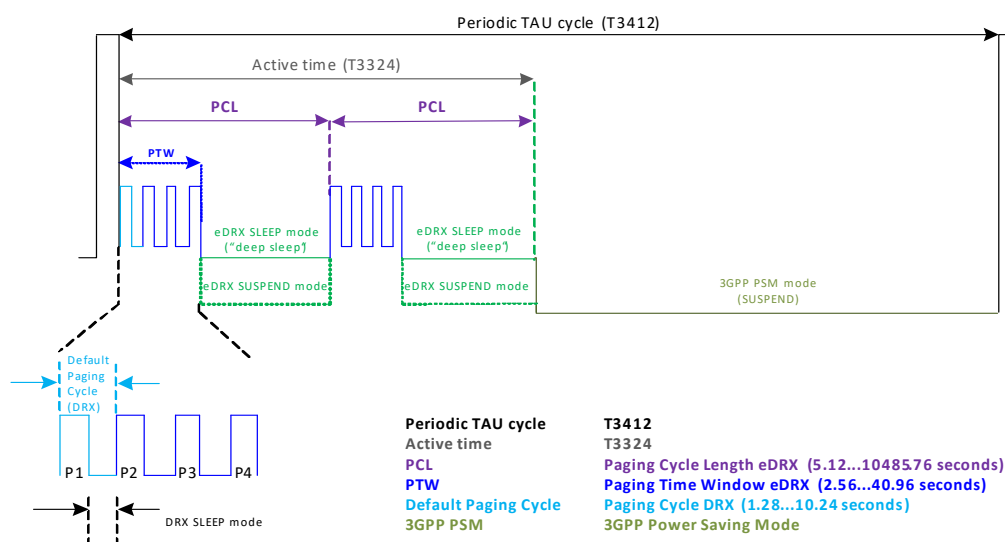 Periodic TAU cycle (T3412)
Active time (T3324)
PCL PCL
PTW
eDRX SLEEP mode
("deep sleep")
eDRX SLEEP mode
("deep sleep")
eDRX SUSPEND mode
eDRX SUSPEND mode
3GPP PSM mode
(SUSPEND)
Default
Paging
Cycle
(DRX)
P1 P2 P3 P4
DRX SLEEP mode
Periodic TAU cycle T3412
Active time T3324
PCL Paging Cycle Length eDRX (5.12...10485.76 seconds)
PTW Paging Time Window eDRX (2.56...40.96 seconds)
Default Paging Cycle Paging Cycle DRX (1.28...10.24 seconds)
3GPP PSM 3GPP Power Saving Mode